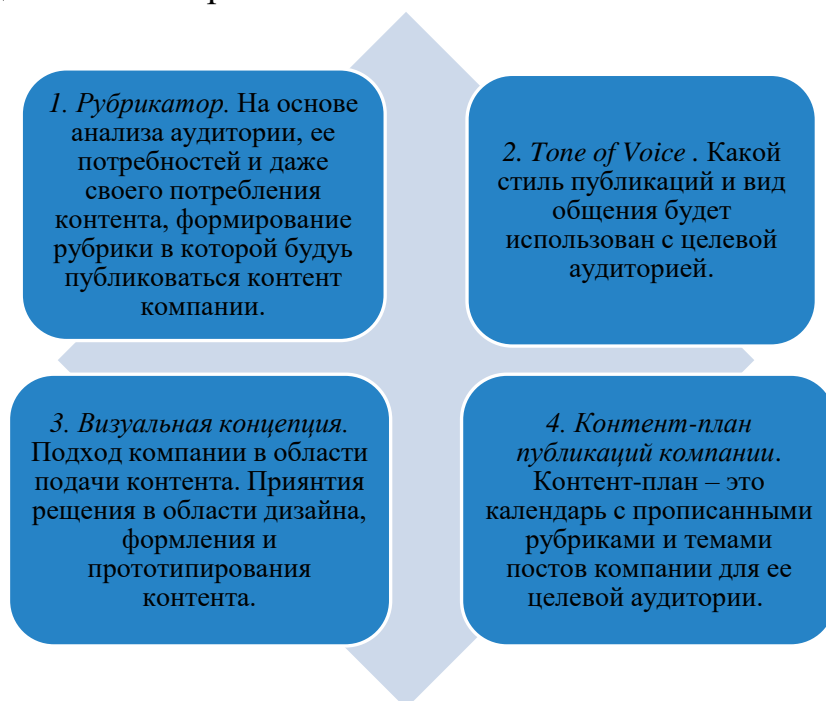 1. Рубрикатор. На основе
анализа аудитории, ее
потребностей и даже
своего потребления
контента, формирование
рубрики в которой будуь
публиковаться контент
компании.
2. Tone of Voice . Какой
стиль публикаций и вид
общения будет
использован с целевой
аудиторией.
3. Визуальная концепция.
Подход компании в области
подачи контента. Приянтия
рещения в области дизайна,
формления и
прототипирования
контента.
4. Контент-план
публикаций компании.
Контент-план – это
календарь с прописанными
рубриками и темами
постов компании для ее
целевой аудитории.